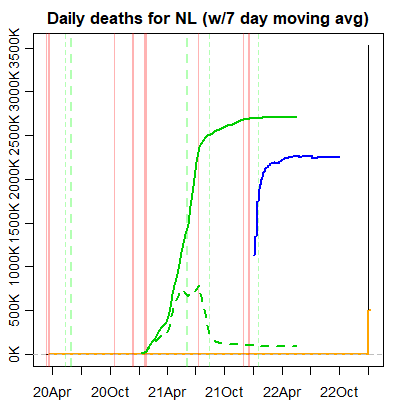 Daily deaths for NL (w/7 day moving avg)
3500K
3000K
2500K
2000K
1500K
1000K
500K
0K
20Apr 20Oct 21Apr 21Oct 22Apr 22Oct